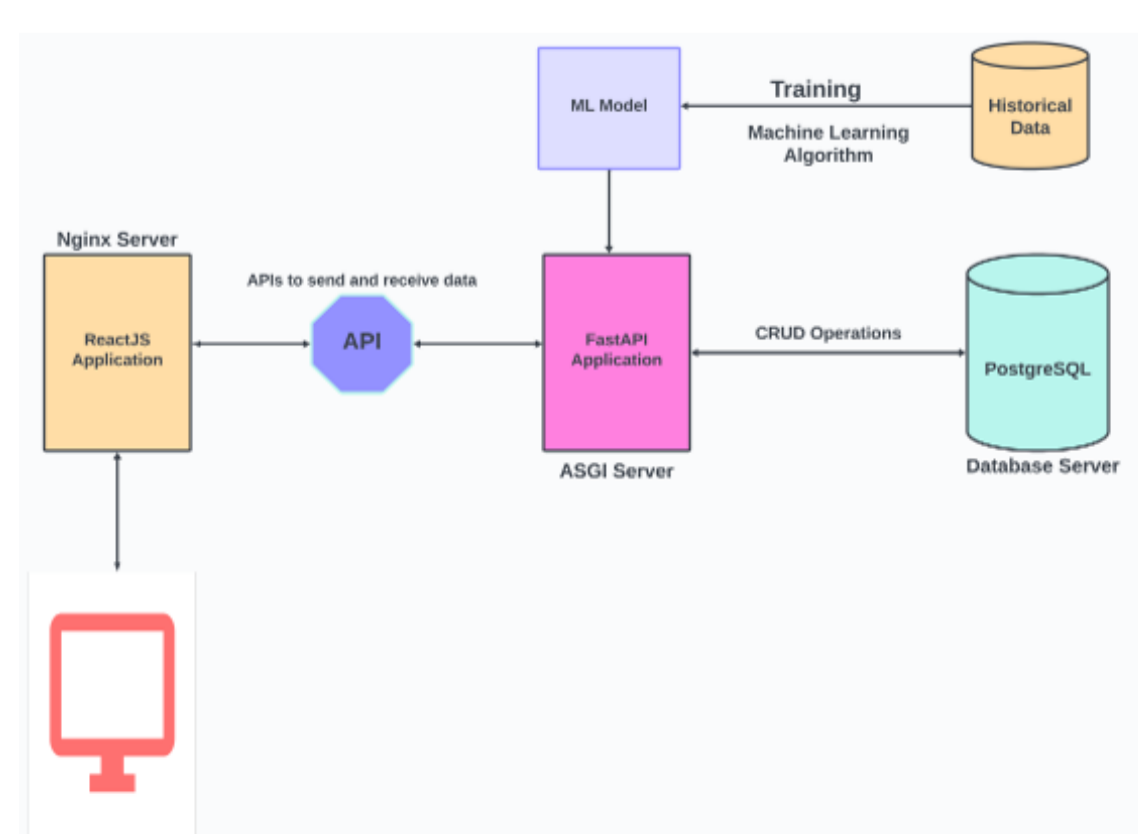 ML Model
Training
Machine Learning
Algorithm
Historical
Data
Nginx Server
ReactJS
Application
APIs to send and receive data
API
FastAPI
Application
ASGI Server
CRUD Operations
PostgreSQL
Database Server